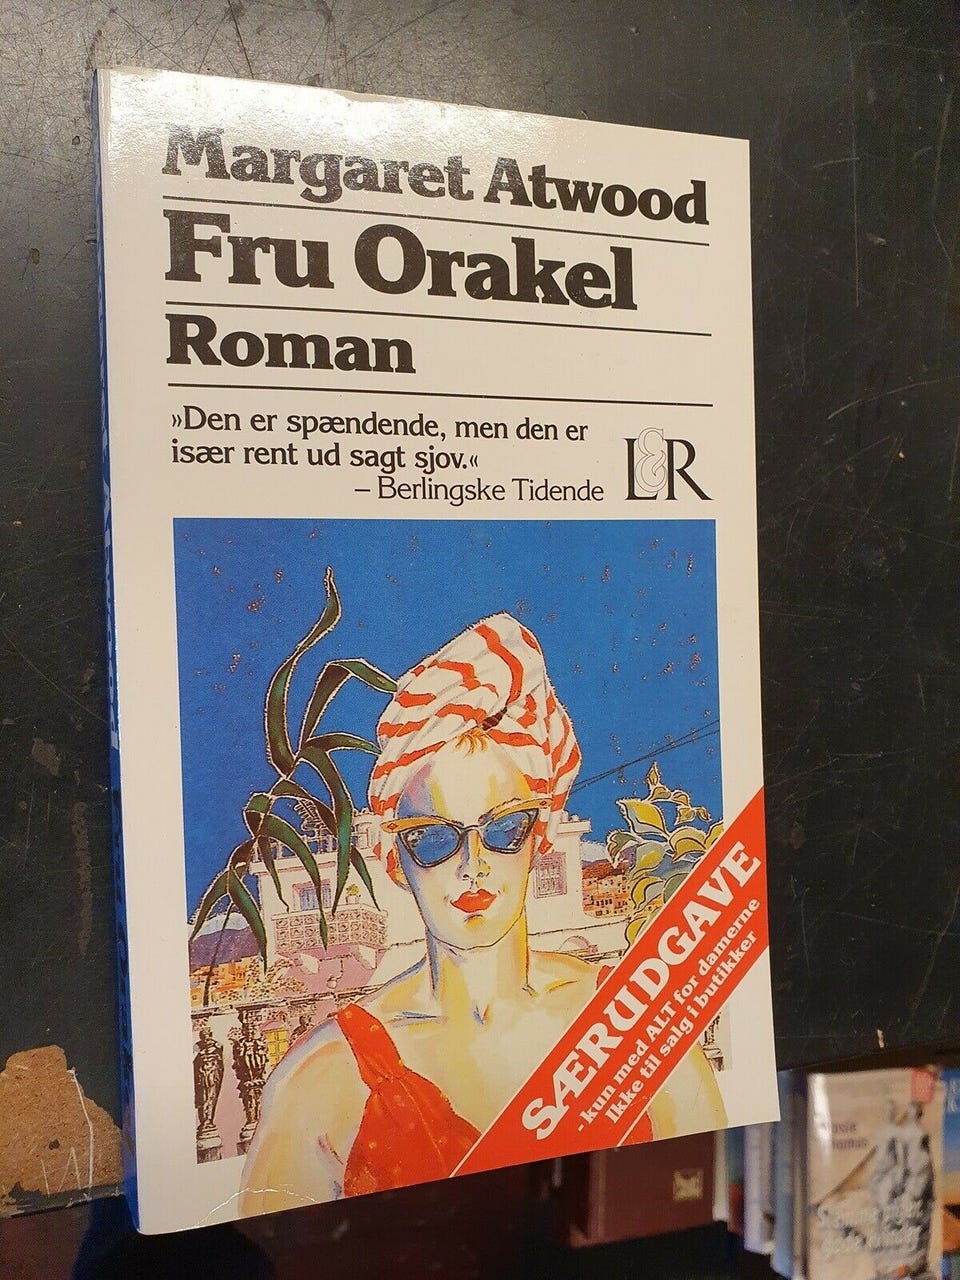 Margaret Atwood
Fru Orakel
Roman
»Den er spændende, men den er
især rent ud sagt sjov.«
– Berlingske Tidende
L&R
SÆRUDGAVE
- kun med ALT for damerne
Ikke til salg i butikker